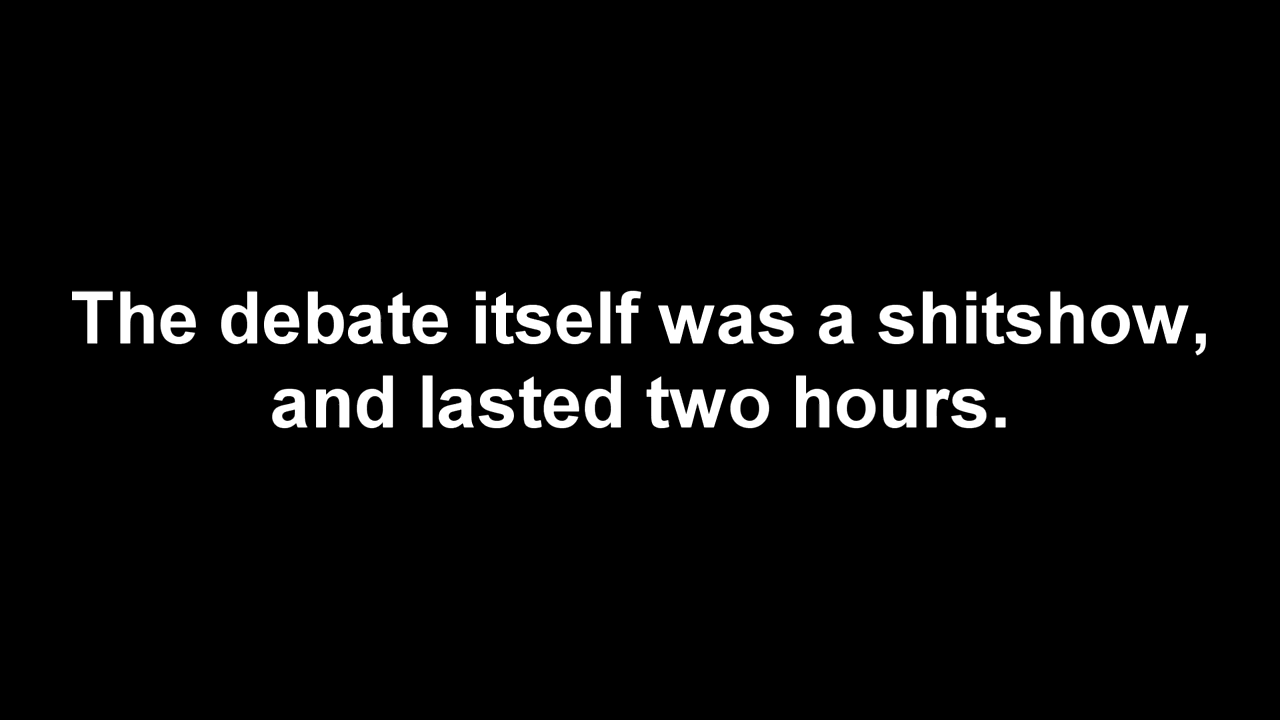 The debate itself was a shitshow,
and lasted two hours.